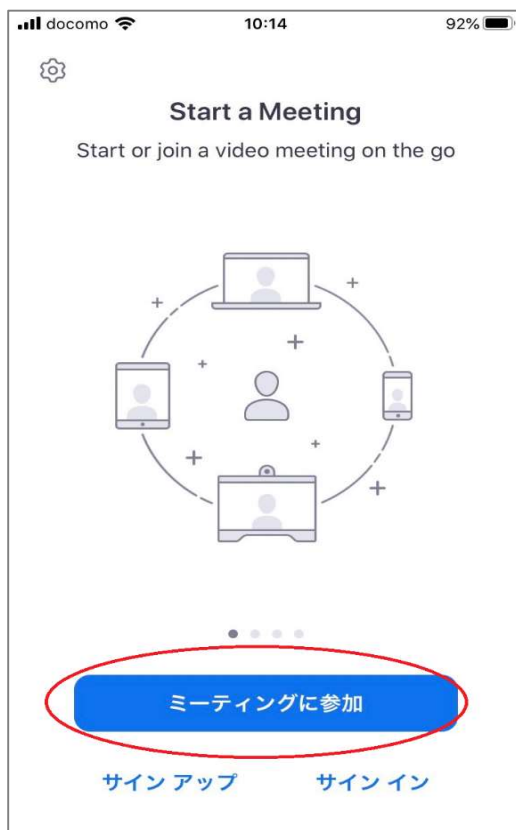 docomo 10:14 92%
Start a Meeting
Start or join a video meeting on the go
ミーティングに参加
サイン アップ サイン イン